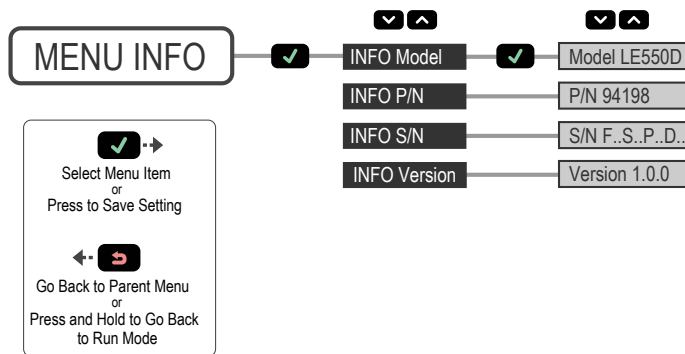 MENU INFO
INFO Model
Model LE550D
INFO P/N
P/N 94198
INFO S/N
S/N F..S..P..D..
INFO Version
Version 1.0.0
Select Menu Item
or
Press to Save Setting
Go Back to Parent Menu
or
Press and Hold to Go Back
to Run Mode